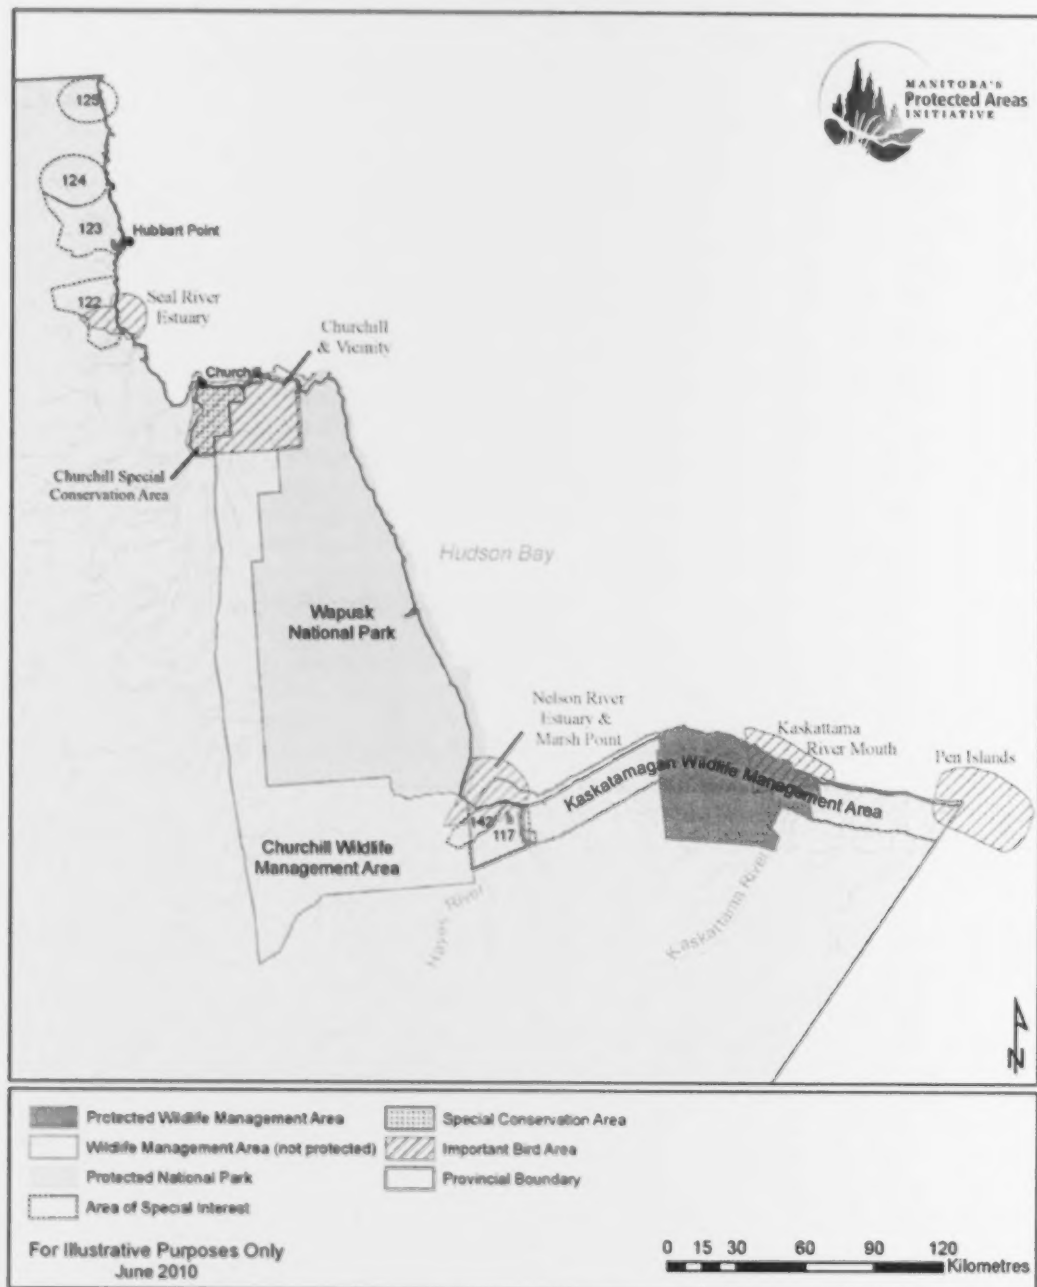 MANITOBA'S
Protected Areas
INITIATIVE
125
124
123
Hubbart Point
122
Seal River
Estuary
Churchill
& Vicinity
Churchill
Churchill Special
Conservation Area
Hudson Bay
Wapusk
National Park
Nelson River
Estuary &
Marsh Point
Kaskattama
River Mouth
Pen Islands
Kaskatamagan Wildlife Management Area
142
117
Churchill Wildlife
Management Area
Hayes River
Kaskattama River
N
Protected Wildlife Management Area
Wildlife Management Area (not protected)
Protected National Park
Area of Special Interest
Special Conservation Area
Important Bird Area
Provincial Boundary
For Illustrative Purposes Only
June 2010
0 15 30 60 90 120
Kilometres